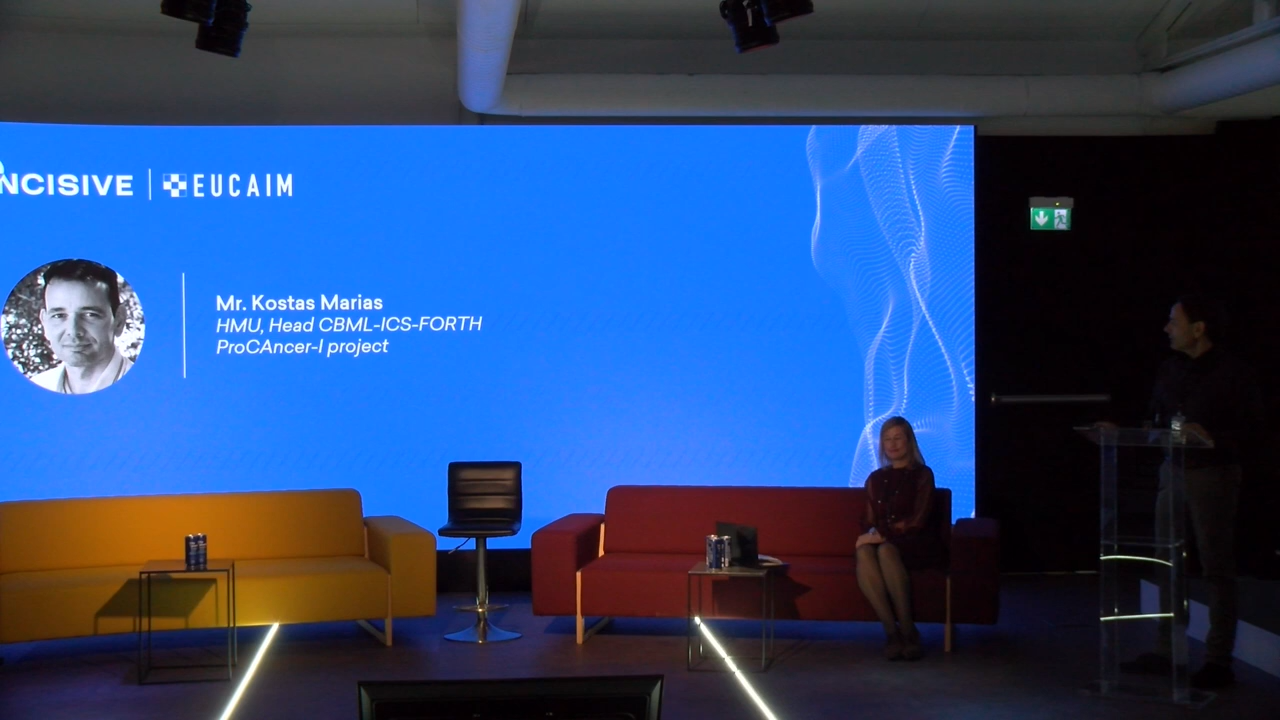 NCISIVE | EUCAIM
Mr. Kostas Marias
HMU, Head CBML-ICS-FORTH
ProCAncer-I project